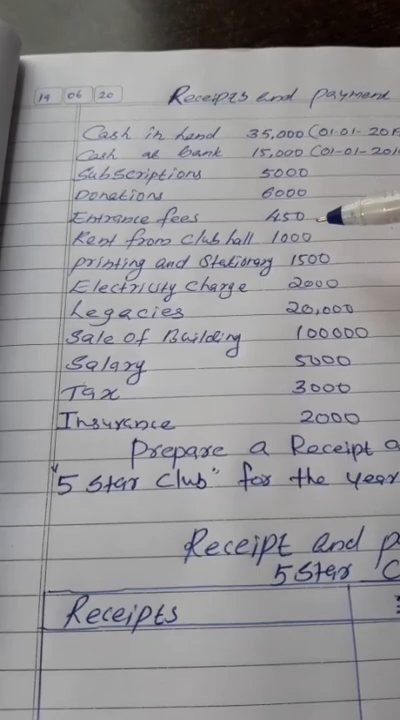 19 06 20
Receipts and payment
Cash in hand 35,000 (01-01-201
Cash at bank 15,000 (01-01-201
Subscriptions 5000
Donations 6000
Entrance fees 450
Rent from club hall 1000
printing and Stationary 1500
Electricity Charge 2000
Legacies 20,000
Sale of Building 100000
Salary 5000
Tax 3000
Insurance 2000
Prepare a Receipt a
"5 Star Club" for the year
Receipt and p
5 Star C
Receipts